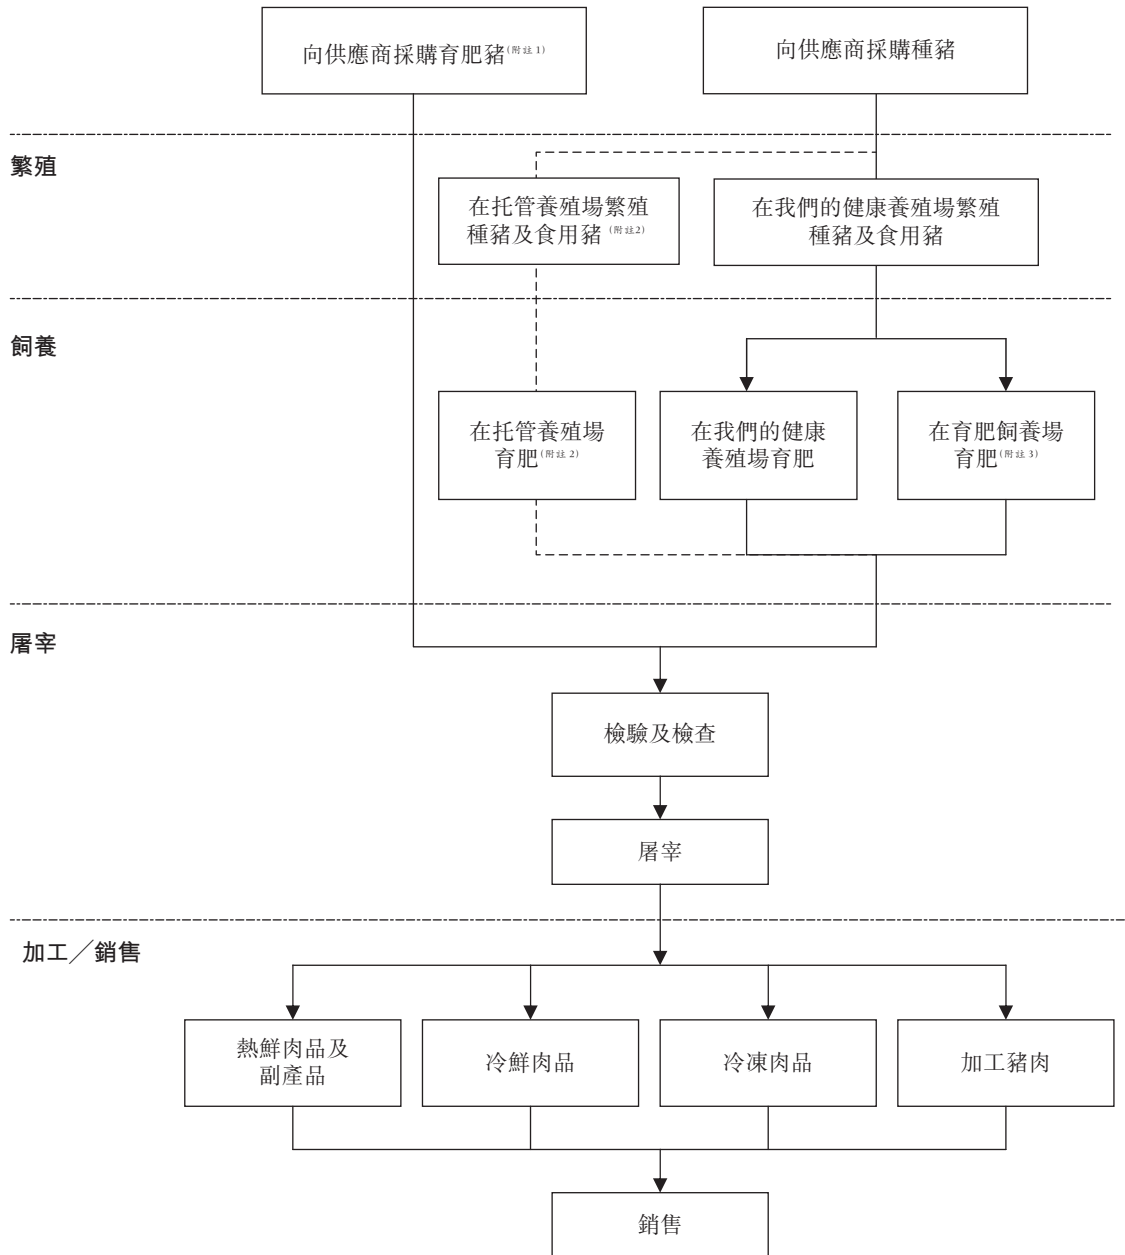 向供應商採購育肥豬(附註 1)
向供應商採購種豬
繁殖
在托管養殖場繁殖
種豬及食用豬(附註2)
在我們的健康養殖場繁殖
種豬及食用豬
飼養
在托管養殖場
育肥(附註 2)
在我們的健康
養殖場育肥
在育肥飼養場
育肥(附註 3)
屠宰
檢驗及檢查
屠宰
加工／銷售
熱鮮肉品及
副產品
冷鮮肉品
冷凍肉品
加工豬肉
銷售